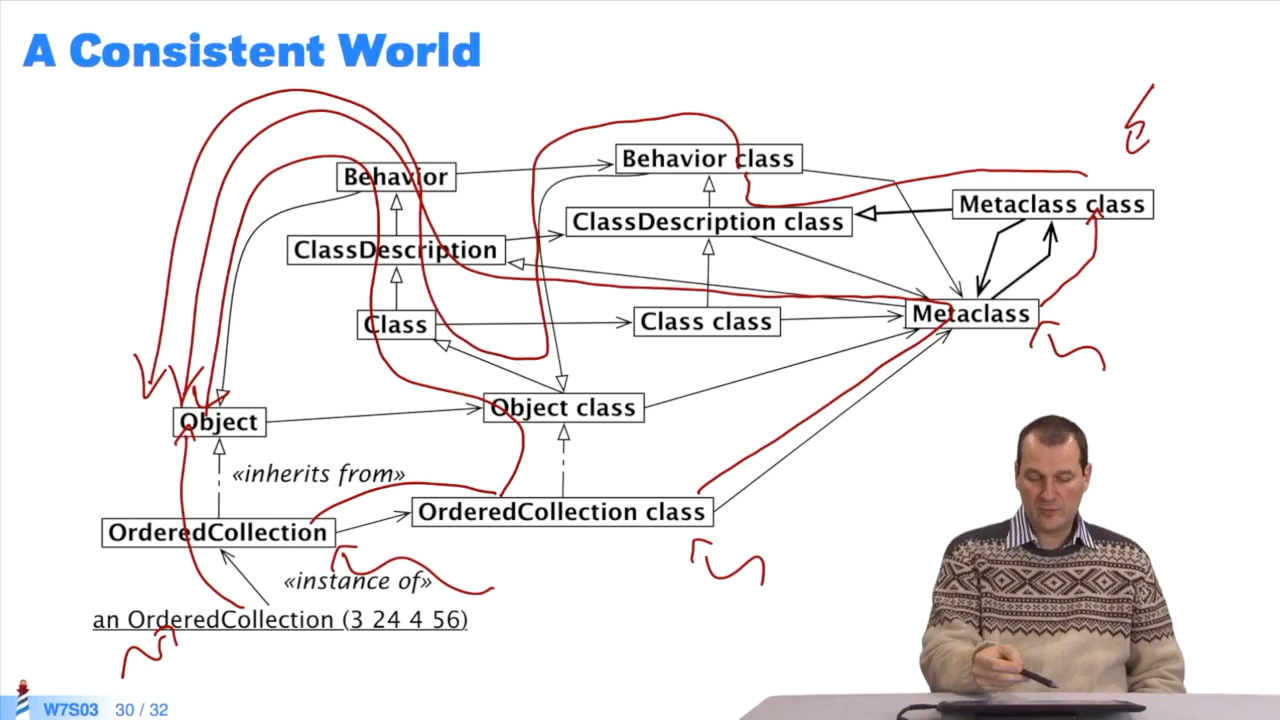 A Consistent World
Behavior
Behavior class
Metaclass class
ClassDescription class
ClassDescription
Class
Class class
Metaclass
Object
Object class
«inherits from»
OrderedCollection class
OrderedCollection
«instance of»
an OrderedCollection (3 24 4 56)
W7S03 30 / 32